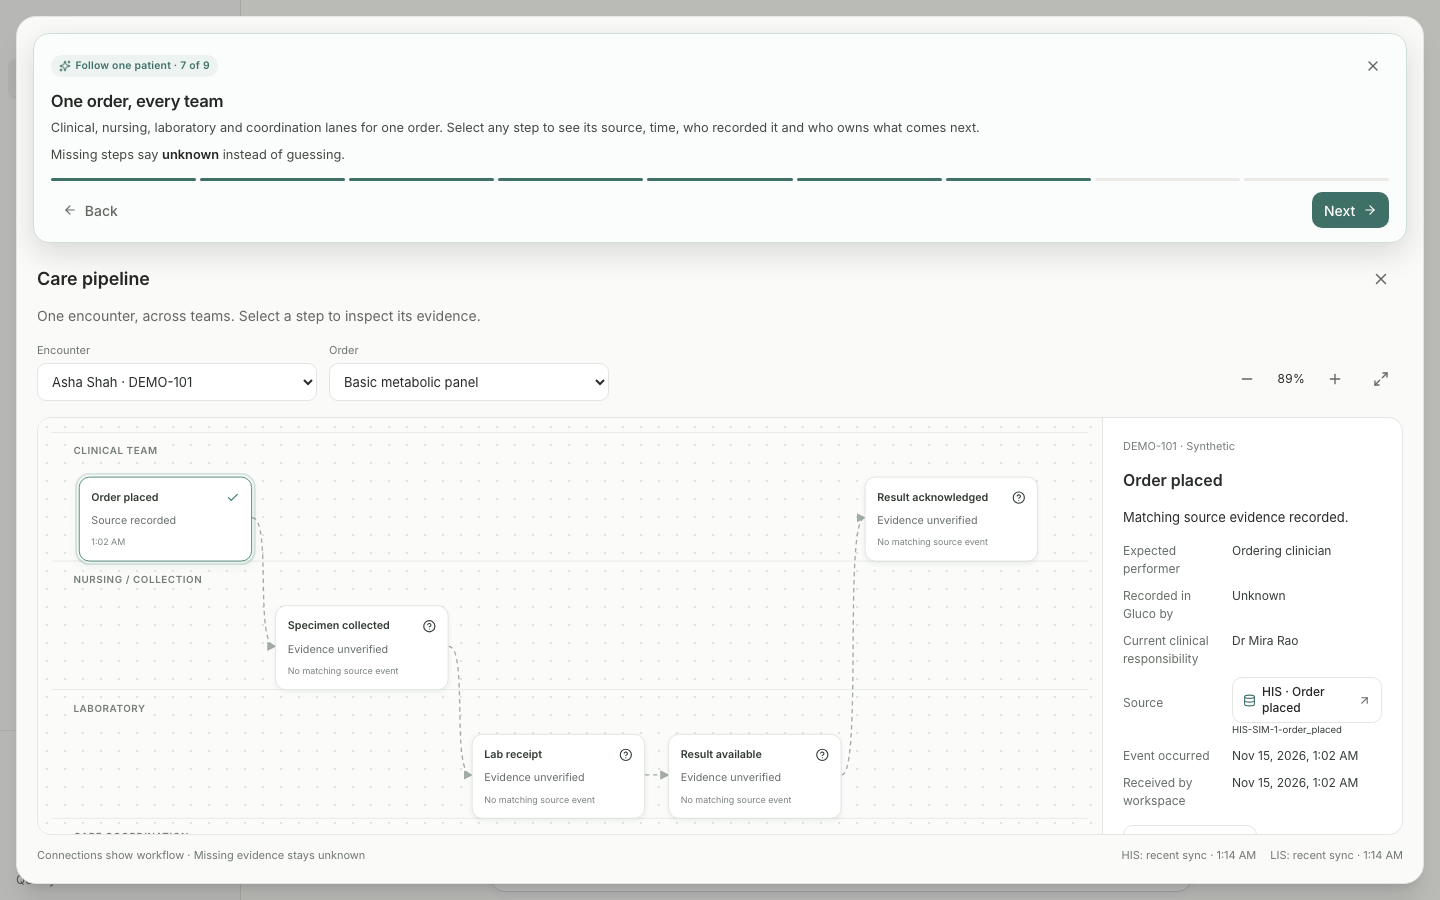 Follow one patient · 7 of 9
One order, every team
Clinical, nursing, laboratory and coordination lanes for one order. Select any step to see its source, time, who recorded it and who owns what comes next.
Missing steps say unknown instead of guessing.
Back
Next
Care pipeline
One encounter, across teams. Select a step to inspect its evidence.
Encounter
Order
Asha Shah · DEMO-101
Basic metabolic panel
89%
CLINICAL TEAM
Order placed
Source recorded
1:02 AM
Result acknowledged
Evidence unverified
No matching source event
NURSING / COLLECTION
Specimen collected
Evidence unverified
No matching source event
LABORATORY
Lab receipt
Evidence unverified
No matching source event
Result available
Evidence unverified
No matching source event
DEMO-101 · Synthetic
Order placed
Matching source evidence recorded.
Expected
performer
Ordering clinician
Recorded in
Gluco by
Unknown
Current clinical
responsibility
Dr Mira Rao
Source
HIS · Order
placed
HIS-SIM-1-order_placed
Event occurred
Nov 15, 2026, 1:02 AM
Received by
workspace
Nov 15, 2026, 1:02 AM
Connections show workflow · Missing evidence stays unknown
HIS: recent sync · 1:14 AM
LIS: recent sync · 1:14 AM